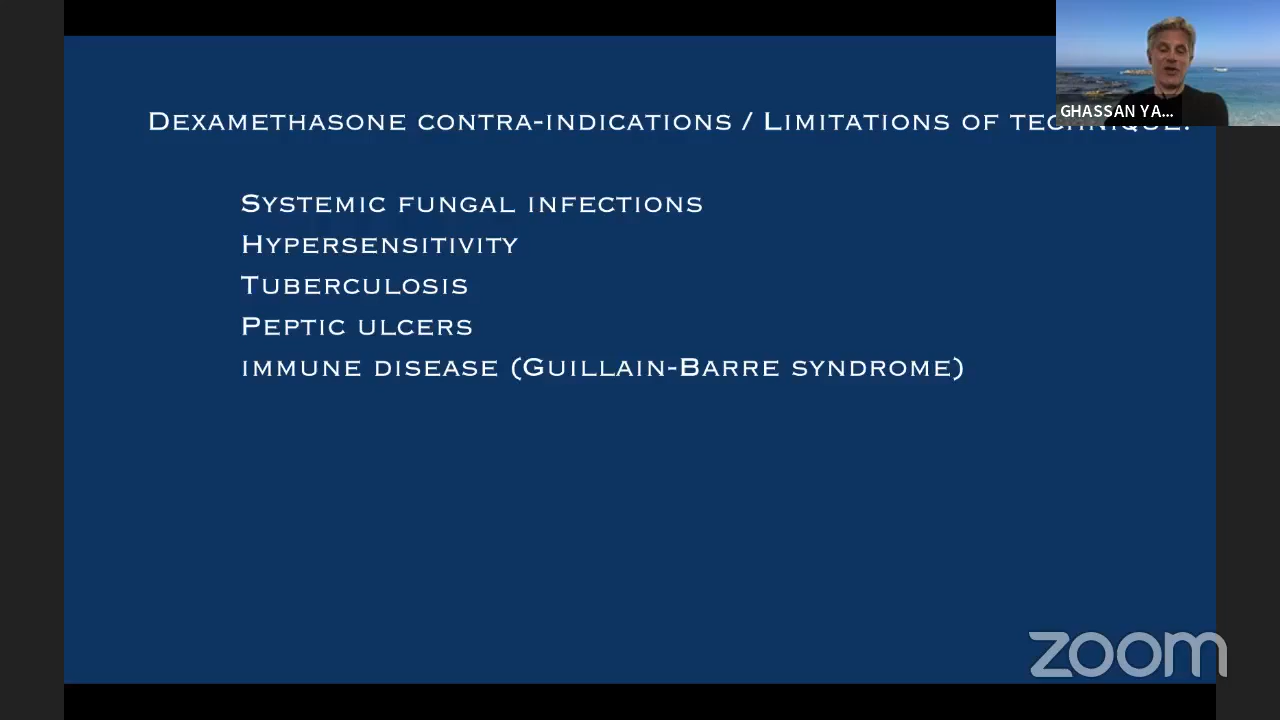 Dexamethasone contra-indications / Limitations of technique:
Systemic fungal infections
Hypersensitivity
Tuberculosis
Peptic ulcers
immune disease (Guillain-Barre syndrome)
GHASSAN YA...
zoom